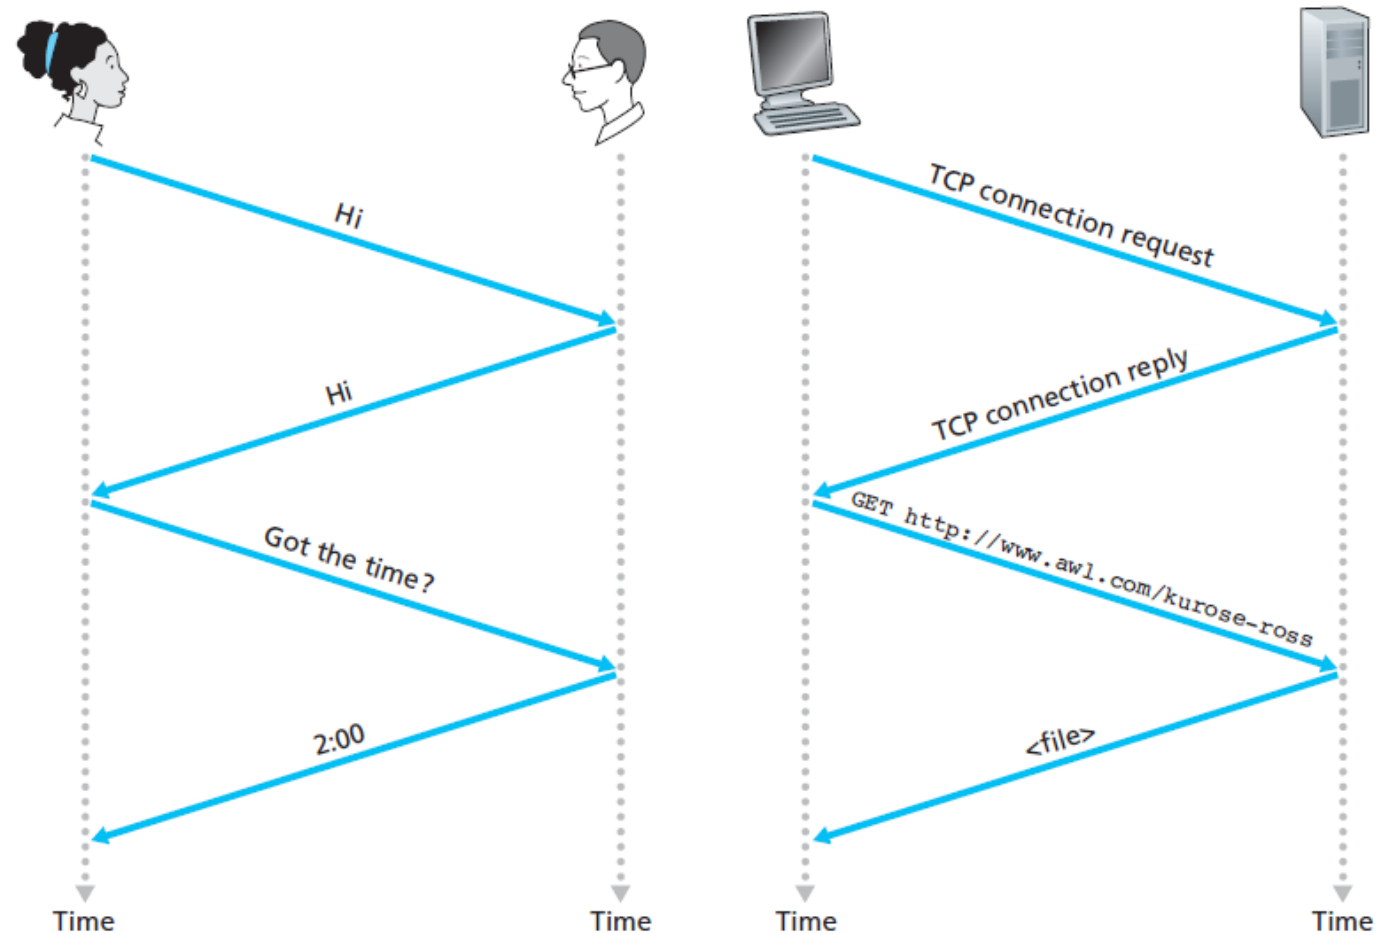 Hi
Hi
Got the time?
2:00
Time
Time
TCP connection request
TCP connection reply
GET http://www.awl.com/kurose-ross
<file>
Time
Time